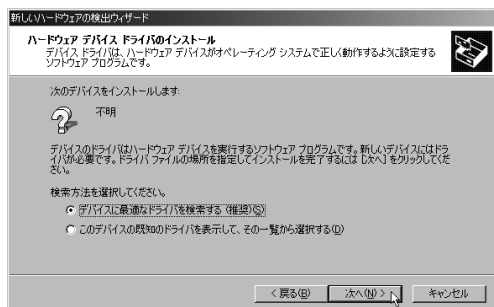 新しいハードウェアの検出ウィザード
ハードウェア デバイス ドライバのインストール
デバイス ドライバは、ハードウェア デバイスがオペレーティング システムで正しく動作するように設定する
ソフトウェア プログラムです。
次のデバイスをインストールします:
不明
デバイスのドライバはハードウェア デバイスを実行するソフトウェア プログラムです。新しいデバイスにはドラ
イバが必要です。ドライバ ファイルの場所を指定してインストールを完了するには [次へ] をクリックしてくだ
さい。
検索方法を選択してください。
デバイスに最適なドライバを検索する (推奨)(S)
このデバイスの既知のドライバを表示して、その一覧から選択する(D)
< 戻る(B) 次へ(N) > キャンセル